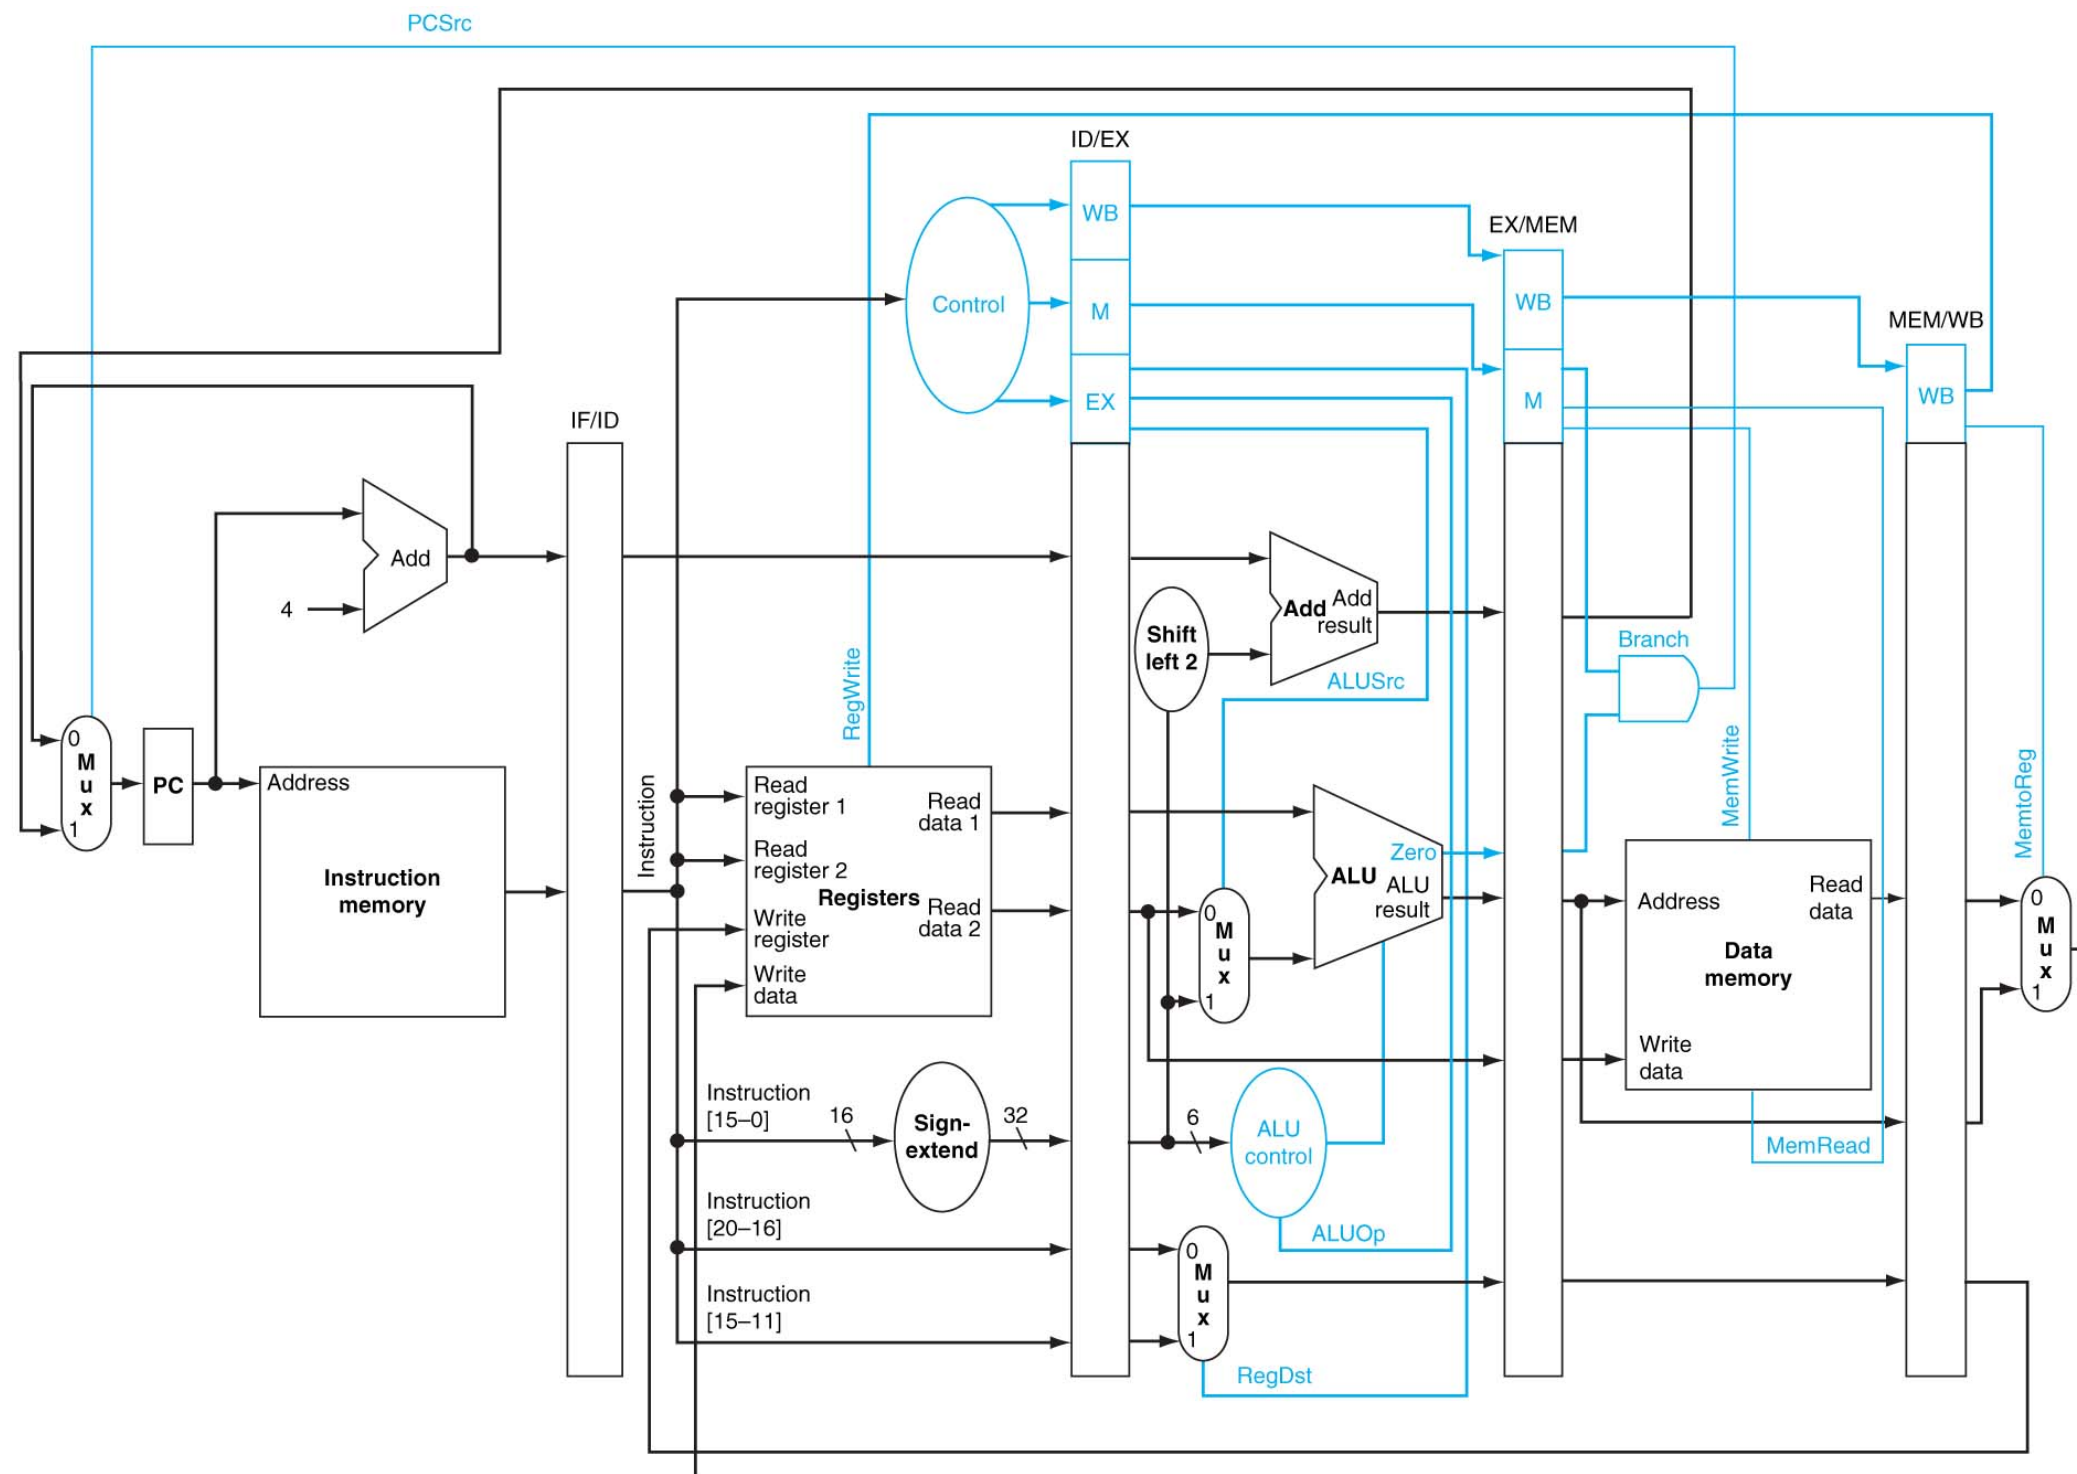 PCSrc
ID/EX
WB
EX/MEM
Control
M
WB
MEM/WB
EX
M
WB
IF/ID
Add
4
Add
Add
result
Shift
left 2
Branch
ALUSrc
RegWrite
MemWrite
MemtoReg
0
M
u
x
1
PC
Address
Instruction
memory
Instruction
Read
register 1
Read
data 1
Read
register 2
Registers
Read
data 2
Write
register
Write
data
0
M
u
x
1
Zero
ALU
ALU
result
Address
Read
data
Data
memory
Write
data
0
M
u
x
1
Instruction
[15–0]
16
Sign-
extend
32
6
ALU
control
MemRead
Instruction
[20–16]
ALUOp
0
M
u
x
1
Instruction
[15–11]
RegDst